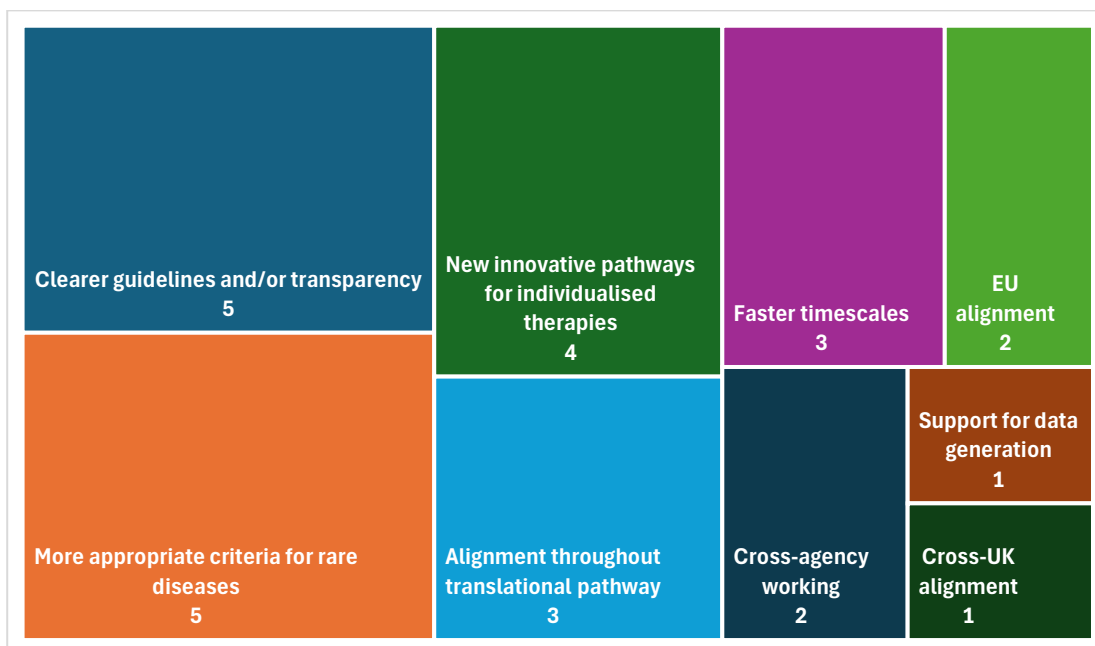 Clearer guidelines and/or transparency
5
More appropriate criteria for rare
diseases
5
New innovative pathways
for individualised
therapies
4
Alignment throughout
translational pathway
3
Faster timescales
3
EU
alignment
2
Cross-agency
working
2
Support for data
generation
1
Cross-UK
alignment
1